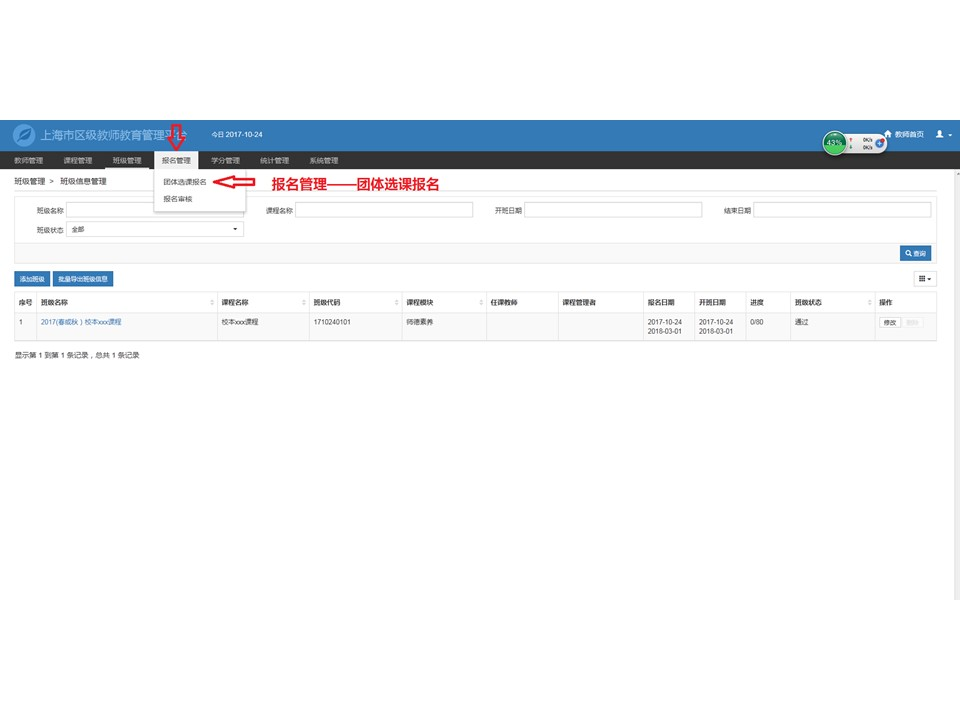 上海市区级教师教育管理平台
今日 2017-10-24
43%
0K/s
0K/s
教师首页
教师管理 课程管理 班级管理 报名管理 学分管理 统计管理 系统管理
班级管理 > 班级信息管理
团体选课报名
报名审核
报名管理——团体选课报名
班级名称 课程名称 开班日期 结束日期
班级状态 全部
查询
添加班级 批量导出班级信息
序号 班级名称 课程名称 班级代码 课程模块 任课教师 课程管理者 报名日期 开班日期 进度 班级状态 操作
1 2017(春或秋）校本xxx课程 校本xxx课程 1710240101 师德素养 2017-10-24 2017-10-24 0/80 通过 修改
2018-03-01 2018-03-01
显示第 1 到第 1 条记录，总共 1 条记录